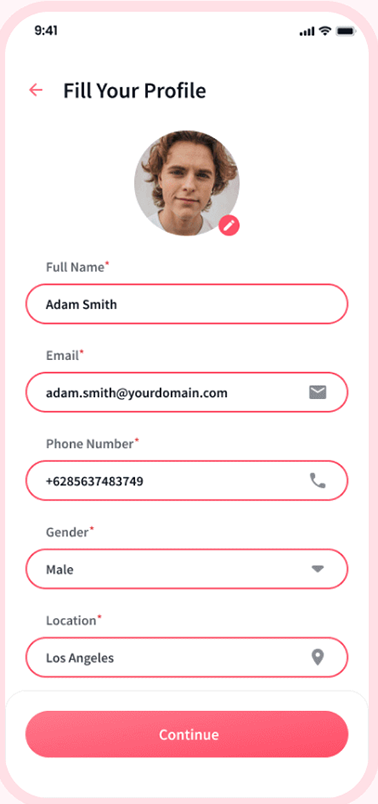 9:41
Fill Your Profile
Full Name*
Adam Smith
Email*
adam.smith@yourdomain.com
Phone Number*
+6285637483749
Gender*
Male
Location*
Los Angeles
Continue